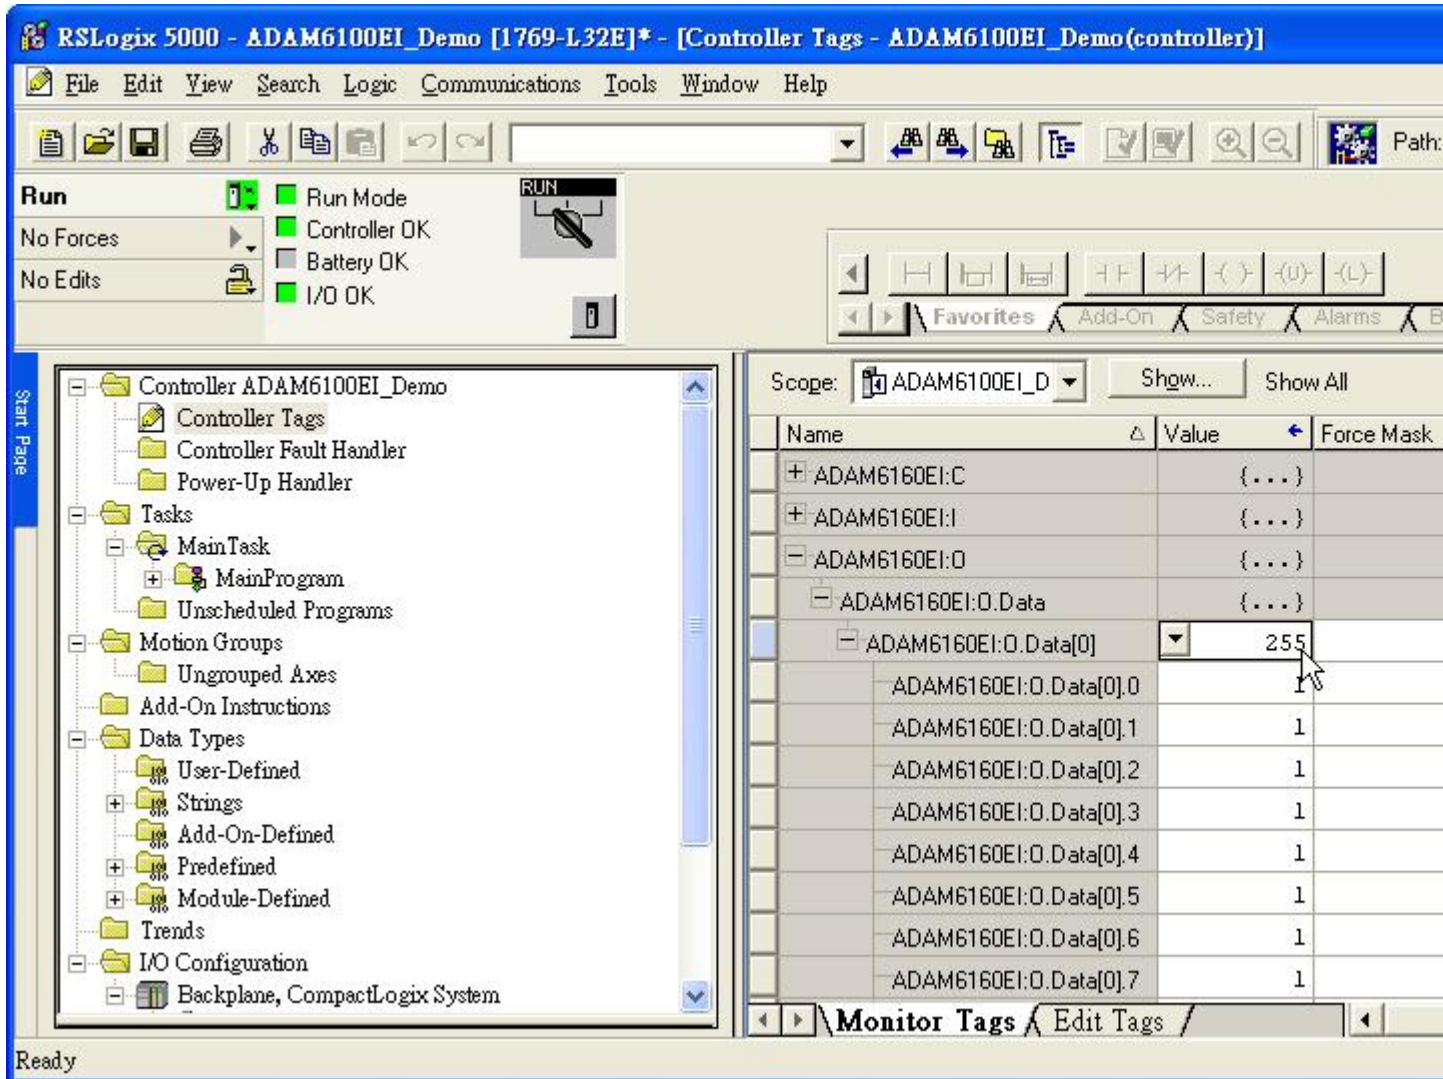 RSLogix 5000 - ADAM6100EI_Demo [1769-L32E]* - [Controller Tags - ADAM6100EI_Demo(controller)]
File Edit View Search Logic Communications Tools Window Help
Path:
Run
No Forces
No Edits
Run Mode
Controller OK
Battery OK
I/O OK
RUN
Favorites Add-On Safety Alarms B
Start Page
Controller ADAM6100EI_Demo
Controller Tags
Controller Fault Handler
Power-Up Handler
Tasks
MainTask
MainProgram
Unscheduled Programs
Motion Groups
Ungrouped Axes
Add-On Instructions
Data Types
User-Defined
Strings
Add-On-Defined
Predefined
Module-Defined
Trends
I/O Configuration
Backplane, CompactLogix System
Scope: ADAM6100EI_D Show... Show All
Name Value Force Mask
ADAM6160EI:C {...}
ADAM6160EI:I {...}
ADAM6160EI:O {...}
ADAM6160EI:O.Data {...}
ADAM6160EI:O.Data[0] 255
ADAM6160EI:O.Data[0].0 1
ADAM6160EI:O.Data[0].1 1
ADAM6160EI:O.Data[0].2 1
ADAM6160EI:O.Data[0].3 1
ADAM6160EI:O.Data[0].4 1
ADAM6160EI:O.Data[0].5 1
ADAM6160EI:O.Data[0].6 1
ADAM6160EI:O.Data[0].7 1
Monitor Tags Edit Tags
Ready